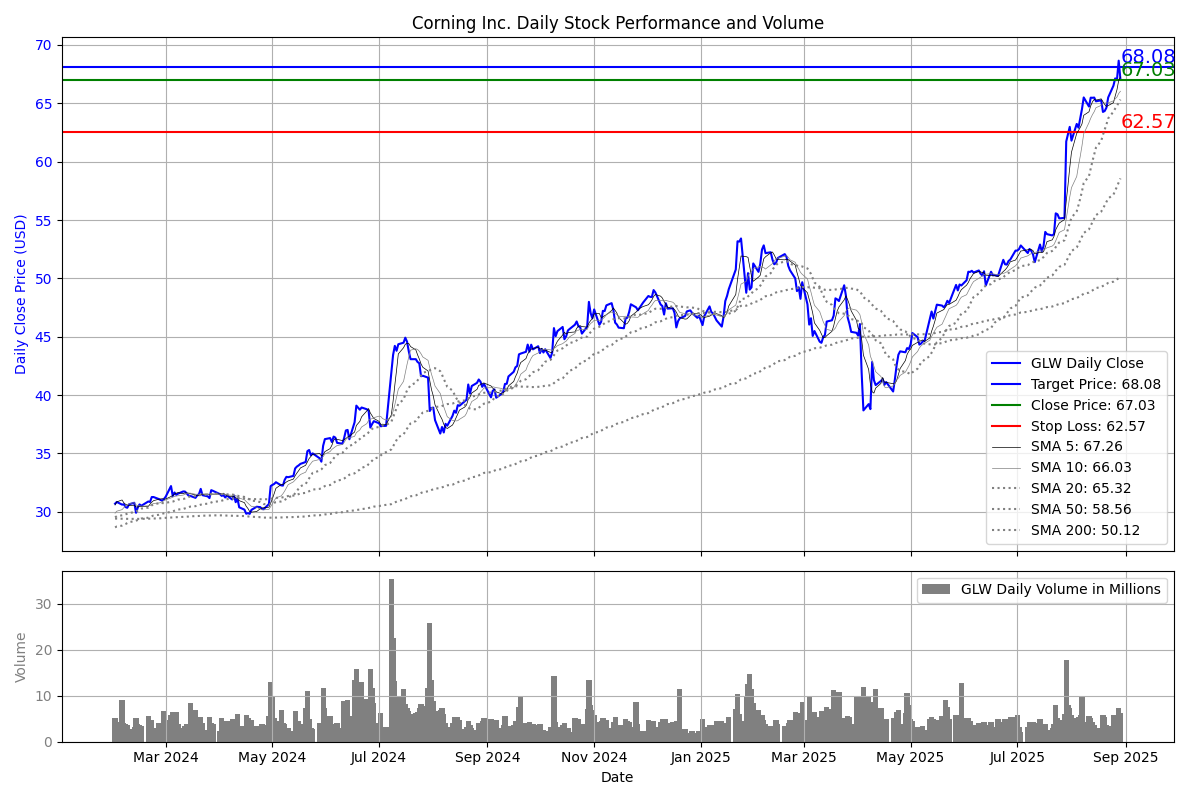 Corning Inc. Daily Stock Performance and Volume
Daily Close Price (USD)
70
65
60
55
50
45
40
35
30
68.08
67.03
62.57
GLW Daily Close
Target Price: 68.08
Close Price: 67.03
Stop Loss: 62.57
SMA 5: 67.26
SMA 10: 66.03
SMA 20: 65.32
SMA 50: 58.56
SMA 200: 50.12
Volume
30
20
10
0
GLW Daily Volume in Millions
Mar 2024 May 2024 Jul 2024 Sep 2024 Nov 2024 Jan 2025 Mar 2025 May 2025 Jul 2025 Sep 2025
Date